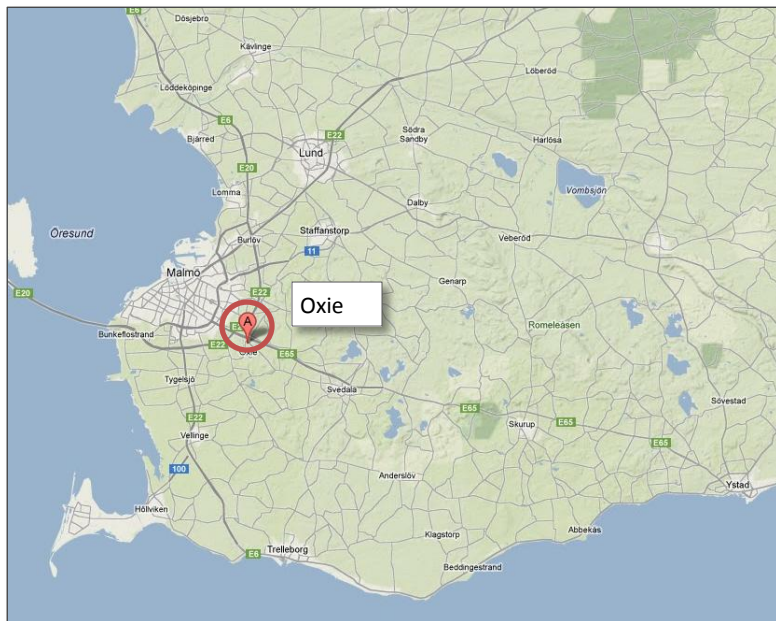 E6
Dösjebro
Kävlinge
Löddeköpinge
Löberöd
E6
Bjärred
E22
Södra
Sandby
Harlösa
Lund
E20
Lomma
Vombsjön
Dalby
Öresund
Staffanstorp
Burlöv
Veberöd
11
Malmö
Genarp
E20
E22
Oxie
A
Bunkeflostrand
Romeleåsen
E22
Oxie
E65
Tygelsjö
Svedala
Sövestad
E65
E22
Skurup
E65
Vellinge
E65
100
Anderslöv
Ystad
Höllviken
Abbekås
Klagstorp
Trelleborg
E6
Beddingestrand